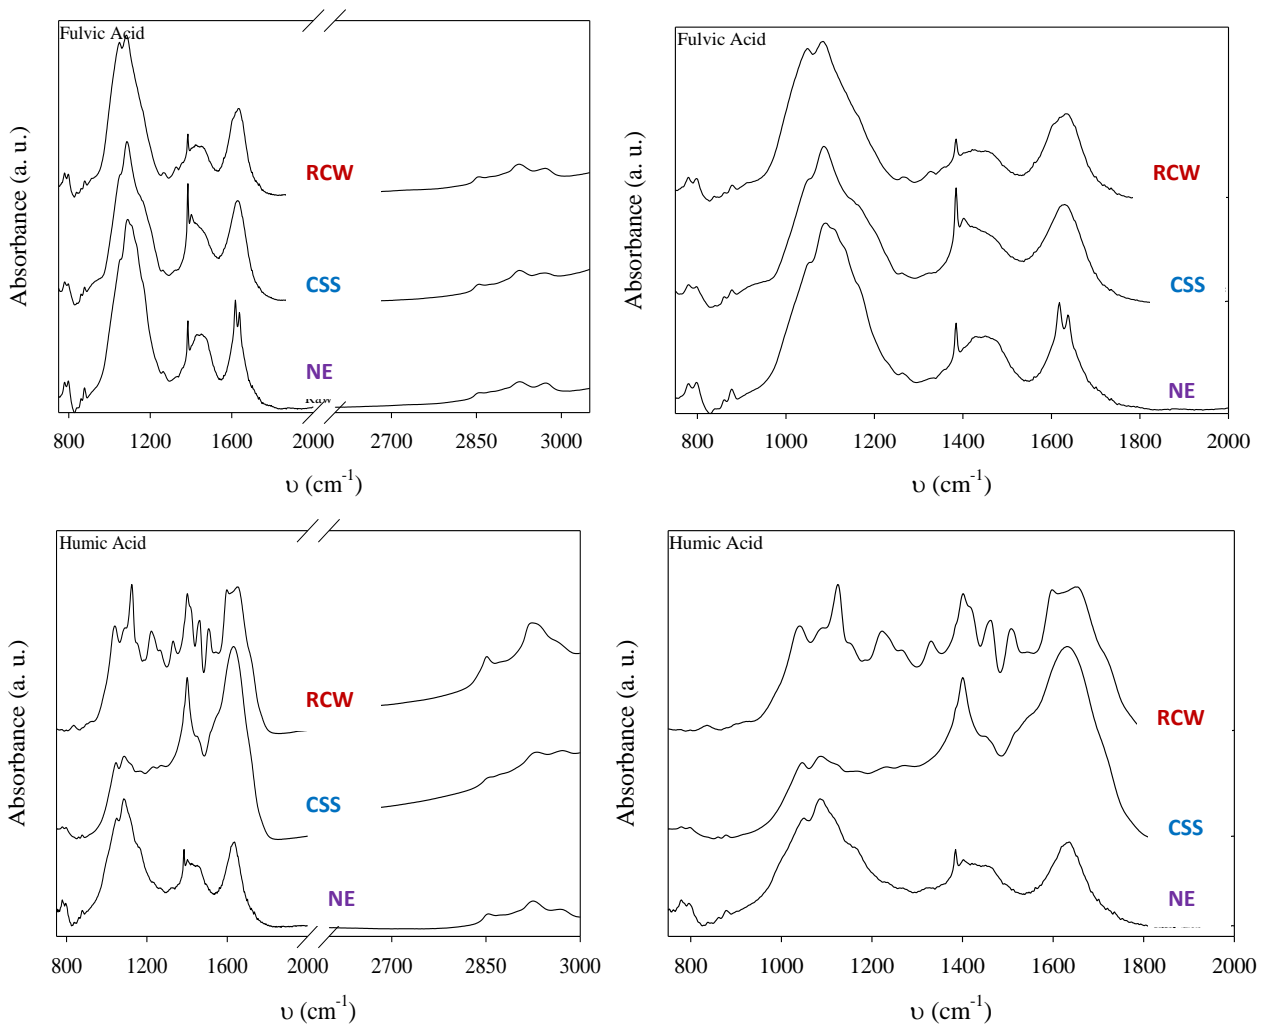 Fulvic Acid
Absorbance (a. u.)
RCW
CSS
NE
800 1200 1600 2000 2700 2850 3000
υ (cm-1)
Fulvic Acid
Absorbance (a. u.)
RCW
CSS
NE
800 1000 1200 1400 1600 1800 2000
υ (cm-1)
Humic Acid
Absorbance (a. u.)
RCW
CSS
NE
800 1200 1600 2000 2700 2850 3000
υ (cm-1)
Humic Acid
Absorbance (a. u.)
RCW
CSS
NE
800 1000 1200 1400 1600 1800 2000
υ (cm-1)